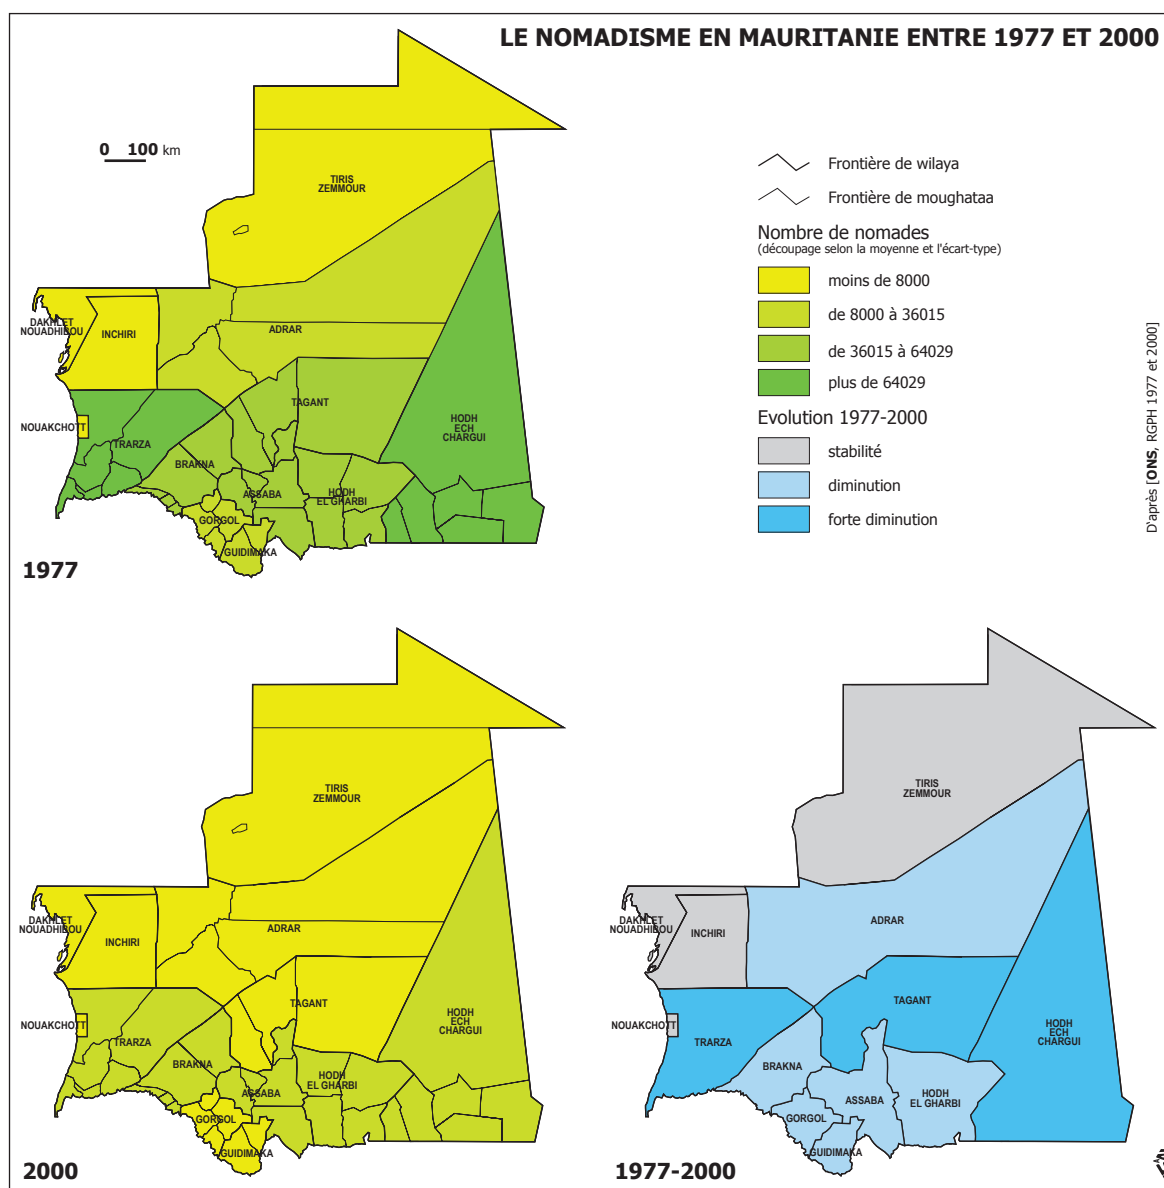 LE NOMADISME EN MAURITANIE ENTRE 1977 ET 2000
0 100 km
TIRIS
ZEMMOUR
DAKHLET
NOUADHIBOU
INCHIRI
ADRAR
TAGANT
NOUAKCHOTT
TRARZA
HODH
ECH
CHARGUI
BRAKNA
ASSABA
HODH
EL GHARBI
GORGOL
GUIDIMAKA
1977
Frontière de wilaya
Frontière de moughataa
Nombre de nomades
(découpage selon la moyenne et l'écart-type)
moins de 8000
de 8000 à 36015
de 36015 à 64029
plus de 64029
Evolution 1977-2000
stabilité
diminution
forte diminution
D'après [ONS, RGPH 1977 et 2000]
TIRIS
ZEMMOUR
DAKHLET
NOUADHIBOU
INCHIRI
ADRAR
TAGANT
NOUAKCHOTT
TRARZA
HODH
ECH
CHARGUI
BRAKNA
ASSABA
HODH
EL GHARBI
GORGOL
GUIDIMAKA
2000
TIRIS
ZEMMOUR
DAKHLET
NOUADHIBOU
INCHIRI
ADRAR
TAGANT
NOUAKCHOTT
TRARZA
HODH
ECH
CHARGUI
BRAKNA
ASSABA
HODH
EL GHARBI
GORGOL
GUIDIMAKA
1977-2000